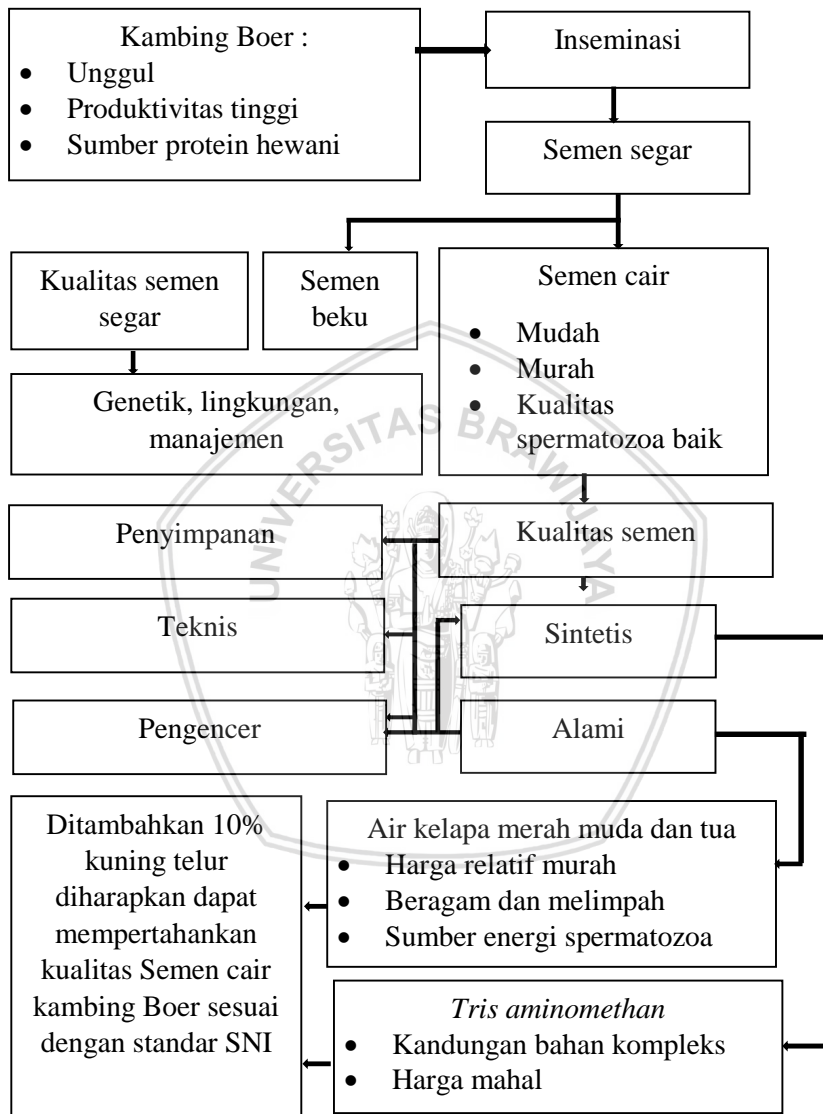 Kambing Boer :
• Unggul
• Produktivitas tinggi
• Sumber protein hewani
Inseminasi
Semen segar
Kualitas semen
segar
Semen
beku
Semen cair
• Mudah
• Murah
• Kualitas
spermatozoa baik
Genetik, lingkungan,
manajemen
UNIVERSITAS BRAWIJAYA
Penyimpanan
Kualitas semen
Teknis
Sintetis
Pengencer
Alami
Ditambahkan 10%
kuning telur
diharapkan dapat
mempertahankan
kualitas Semen cair
kambing Boer sesuai
dengan standar SNI
Air kelapa merah muda dan tua
• Harga relatif murah
• Beragam dan melimpah
• Sumber energi spermatozoa
Tris aminomethan
• Kandungan bahan kompleks
• Harga mahal